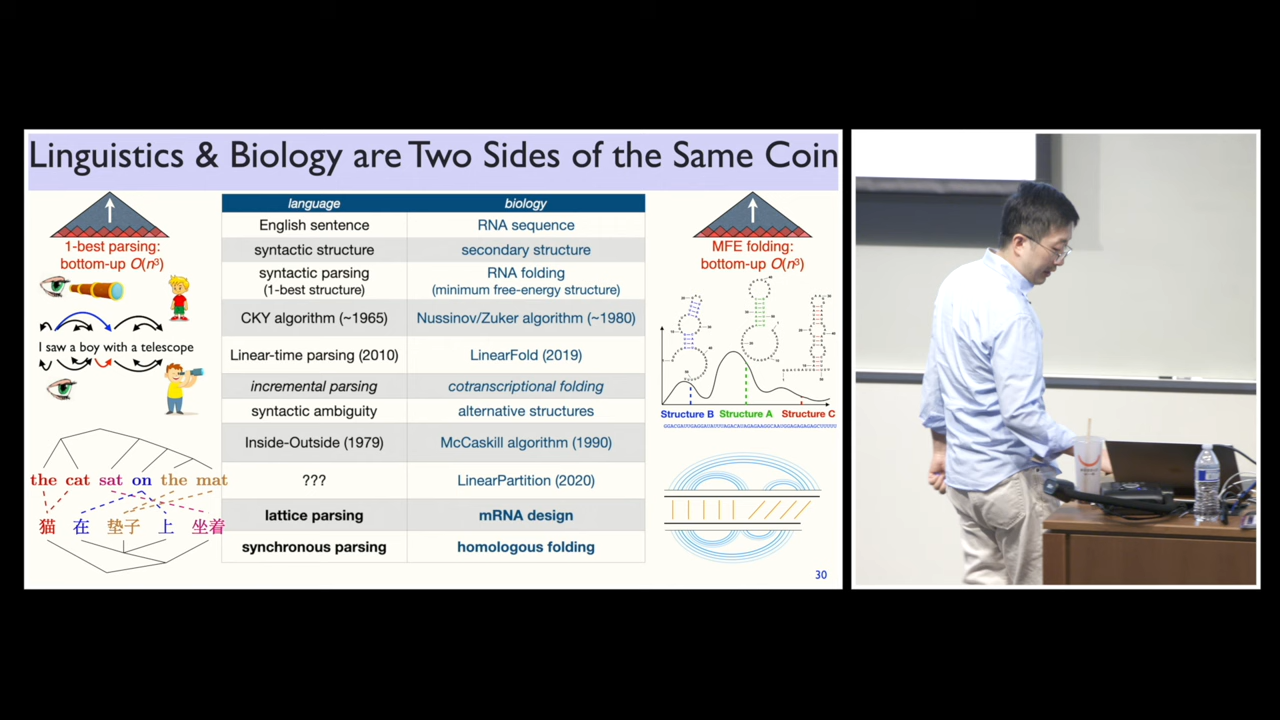 Linguistics & Biology are Two Sides of the Same Coin
1-best parsing:
bottom-up O(n³)
I saw a boy with a telescope
the cat sat on the mat
猫 在 垫子 上 坐着
language biology
English sentence RNA sequence
syntactic structure secondary structure
syntactic parsing RNA folding
(1-best structure) (minimum free-energy structure)
CKY algorithm (~1965) Nussinov/Zuker algorithm (~1980)
Linear-time parsing (2010) LinearFold (2019)
incremental parsing cotranscriptional folding
syntactic ambiguity alternative structures
Inside-Outside (1979) McCaskill algorithm (1990)
??? LinearPartition (2020)
lattice parsing mRNA design
synchronous parsing homologous folding
MFE folding:
bottom-up O(n³)
Structure B Structure A Structure C
30